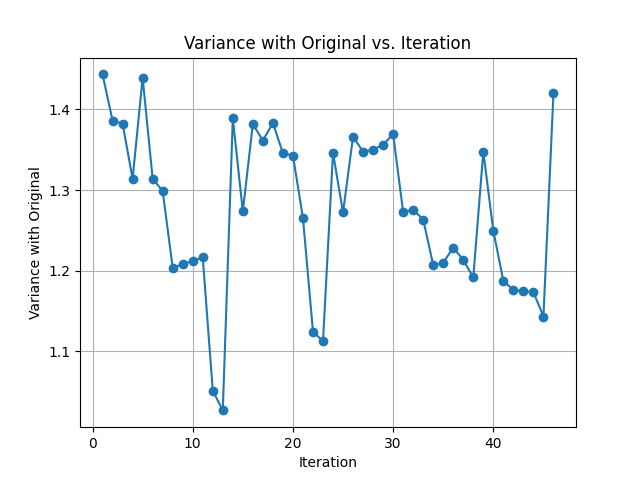 Variance with Original vs. Iteration
Variance with Original
1.4
1.3
1.2
1.1
0 10 20 30 40
Iteration